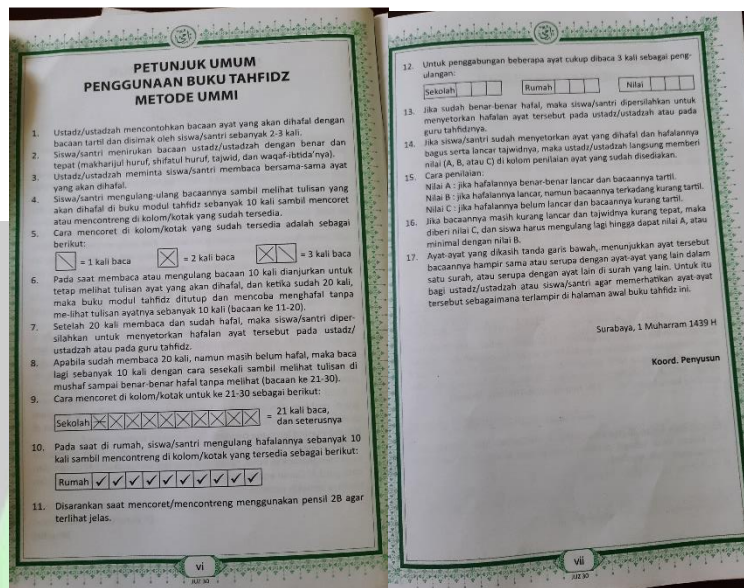 PETUNJUK UMUM
PENGGUNAAN BUKU TAHFIDZ
METODE UMMI
1. Ustadz/ustadzah mencontohkan bacaan ayat yang akan dihafal dengan
bacaan tartil dan disimak oleh siswa/santri sebanyak 2-3 kali.
2. Siswa/santri menirukan bacaan ustadz/ustadzah dengan benar dan
tepat (makharijul huruf, shifatul huruf, tajwid, dan waqaf-ibtida'nya).
3. Ustadz/ustadzah meminta siswa/santri membaca bersama-sama ayat
yang akan dihafal.
4. Siswa/santri mengulang-ulang bacaannya sambil melihat tulisan yang
akan dihafal di buku modul tahfidz sebanyak 10 kali sambil mencoret
atau mencontreng di kolom/kotak yang sudah tersedia.
5. Cara mencoret di kolom/kotak yang sudah tersedia adalah sebagai
berikut:
= 1 kali baca = 2 kali baca = 3 kali baca
6. Pada saat membaca atau mengulang bacaan 10 kali dianjurkan untuk
tetap melihat tulisan ayat yang akan dihafal, dan ketika sudah 20 kali,
maka buku modul tahfidz ditutup dan mencoba menghafal tanpa
me-lihat tulisan ayatnya sebanyak 10 kali (bacaan ke 11-20).
7. Setelah 20 kali membaca dan sudah hafal, maka siswa/santri diper-
silahkan untuk menyetorkan hafalan ayat tersebut pada ustadz/
ustadzah atau pada guru tahfidz.
8. Apabila sudah membaca 20 kali, namun masih belum hafal, maka baca
lagi sebanyak 10 kali dengan cara sesekali sambil melihat tulisan di
mushaf sampai benar-benar hafal tanpa melihat (bacaan ke 21-30).
9. Cara mencoret di kolom/kotak untuk ke 21-30 sebagai berikut:
Sekolah = 21 kali baca,
dan seterusnya
10. Pada saat di rumah, siswa/santri mengulang hafalannya sebanyak 10
kali sambil mencontreng di kolom/kotak yang tersedia sebagai berikut:
Rumah ✓ ✓ ✓ ✓ ✓ ✓ ✓ ✓ ✓ ✓
11. Disarankan saat mencoret/mencontreng menggunakan pensil 2B agar
terlihat jelas.
vi
JUZ 30
12. Untuk penggabungan beberapa ayat cukup dibaca 3 kali sebagai peng-
ulangan:
Sekolah Rumah Nilai
13. Jika sudah benar-benar hafal, maka siswa/santri dipersilahkan untuk
menyetorkan hafalan ayat tersebut pada ustadz/ustadzah atau pada
guru tahfidznya.
14. Jika siswa/santri sudah menyetorkan ayat yang dihafal dan hafalannya
bagus serta lancar tajwidnya, maka ustadz/ustadzah langsung memberi
nilai (A, B, atau C) di kolom penilaian ayat yang sudah disediakan.
15. Cara penilaian:
Nilai A : jika hafalannya benar-benar lancar dan bacaannya tartil.
Nilai B : jika hafalannya lancar, namun bacaannya terkadang kurang tartil.
Nilai C : jika hafalannya belum lancar dan bacaannya kurang tartil.
16. Jika bacaannya masih kurang lancar dan tajwidnya kurang tepat, maka
diberi nilai C, dan siswa harus mengulang lagi hingga dapat nilai A, atau
minimal dengan nilai B.
17. Ayat-ayat yang dikasih tanda garis bawah, menunjukkan ayat tersebut
bacaannya hampir sama atau serupa dengan ayat-ayat yang lain dalam
satu surah, atau serupa dengan ayat lain di surah yang lain. Untuk itu
bagi ustadz/ustadzah atau siswa/santri agar memerhatikan ayat-ayat
tersebut sebagaimana terlampir di halaman awal buku tahfidz ini.
Surabaya, 1 Muharram 1439 H
Koord. Penyusun
vii
JUZ 30